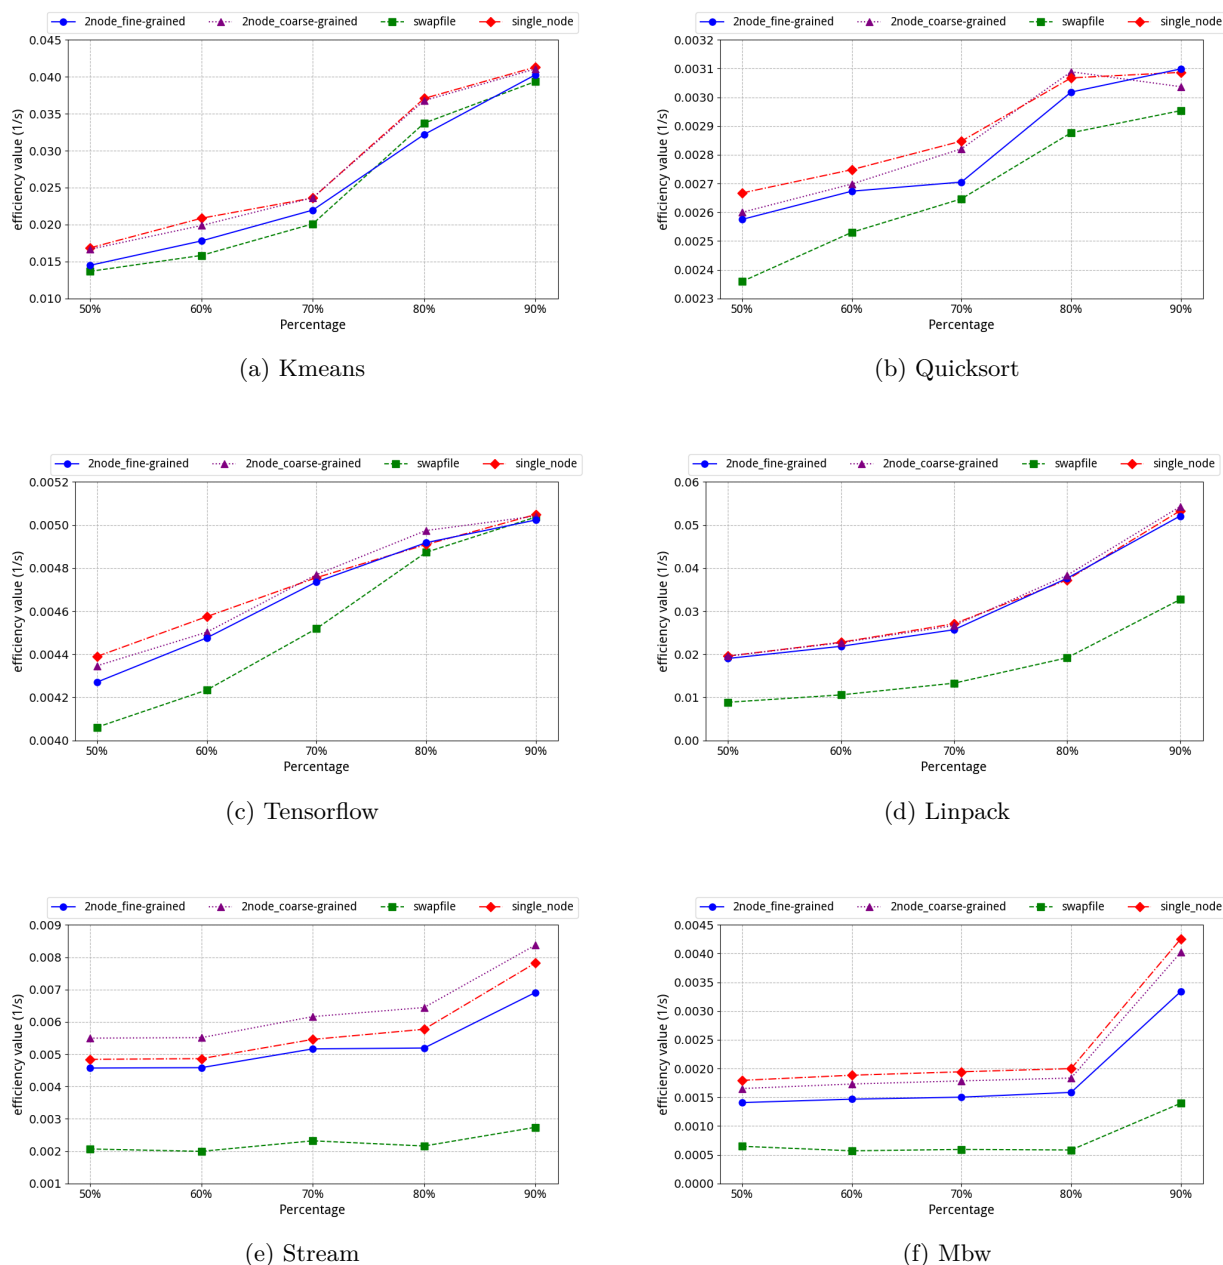 2node_fine-grained 2node_coarse-grained swapfile single_node
efficiency value (1/s)
0.045
0.040
0.035
0.030
0.025
0.020
0.015
0.010
50% 60% 70% 80% 90%
Percentage
(a) Kmeans
2node_fine-grained 2node_coarse-grained swapfile single_node
efficiency value (1/s)
0.0032
0.0031
0.0030
0.0029
0.0028
0.0027
0.0026
0.0025
0.0024
0.0023
50% 60% 70% 80% 90%
Percentage
(b) Quicksort
2node_fine-grained 2node_coarse-grained swapfile single_node
efficiency value (1/s)
0.0052
0.0050
0.0048
0.0046
0.0044
0.0042
0.0040
50% 60% 70% 80% 90%
Percentage
(c) Tensorflow
2node_fine-grained 2node_coarse-grained swapfile single_node
efficiency value (1/s)
0.06
0.05
0.04
0.03
0.02
0.01
0.00
50% 60% 70% 80% 90%
Percentage
(d) Linpack
2node_fine-grained 2node_coarse-grained swapfile single_node
efficiency value (1/s)
0.009
0.008
0.007
0.006
0.005
0.004
0.003
0.002
0.001
50% 60% 70% 80% 90%
Percentage
(e) Stream
2node_fine-grained 2node_coarse-grained swapfile single_node
efficiency value (1/s)
0.0045
0.0040
0.0035
0.0030
0.0025
0.0020
0.0015
0.0010
0.0005
0.0000
50% 60% 70% 80% 90%
Percentage
(f) Mbw